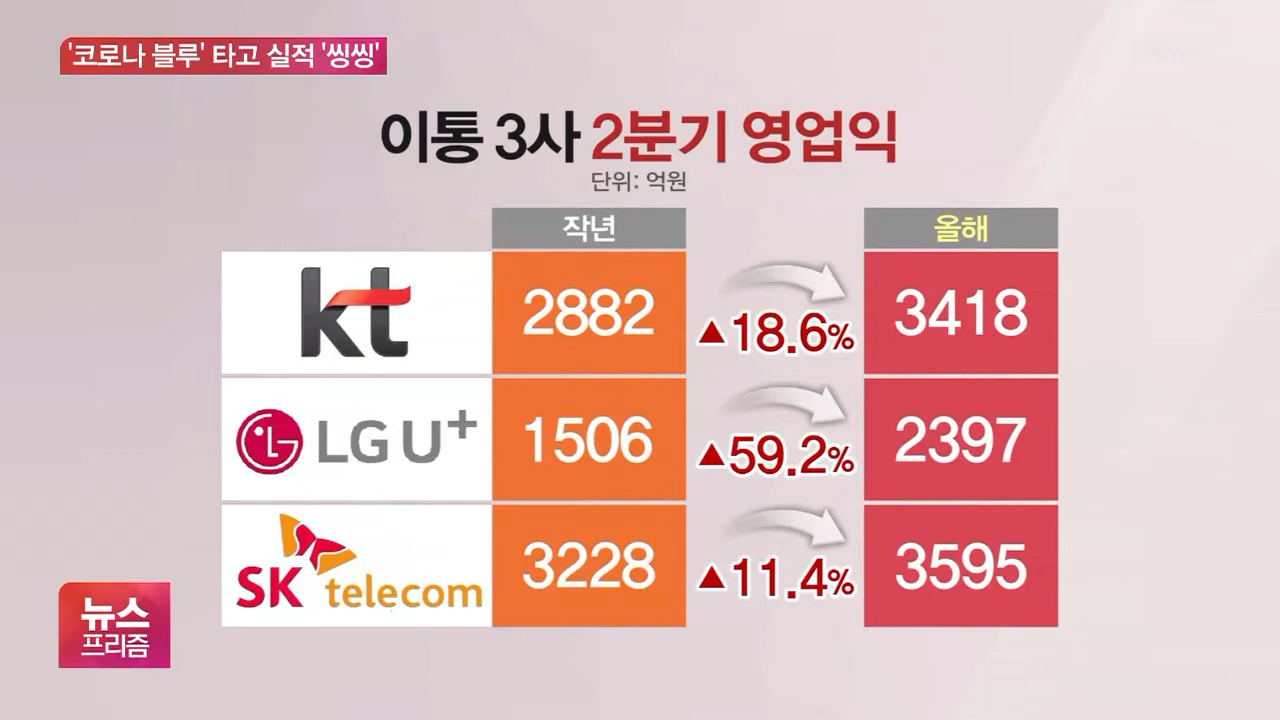 '코로나 블루' 타고 실적 '씽씽'
이통 3사 2분기 영업익
단위: 억원
작년 올해
kt 2882 ▲18.6% 3418
LG U+ 1506 ▲59.2% 2397
SK telecom 3228 ▲11.4% 3595
뉴스
프리즘